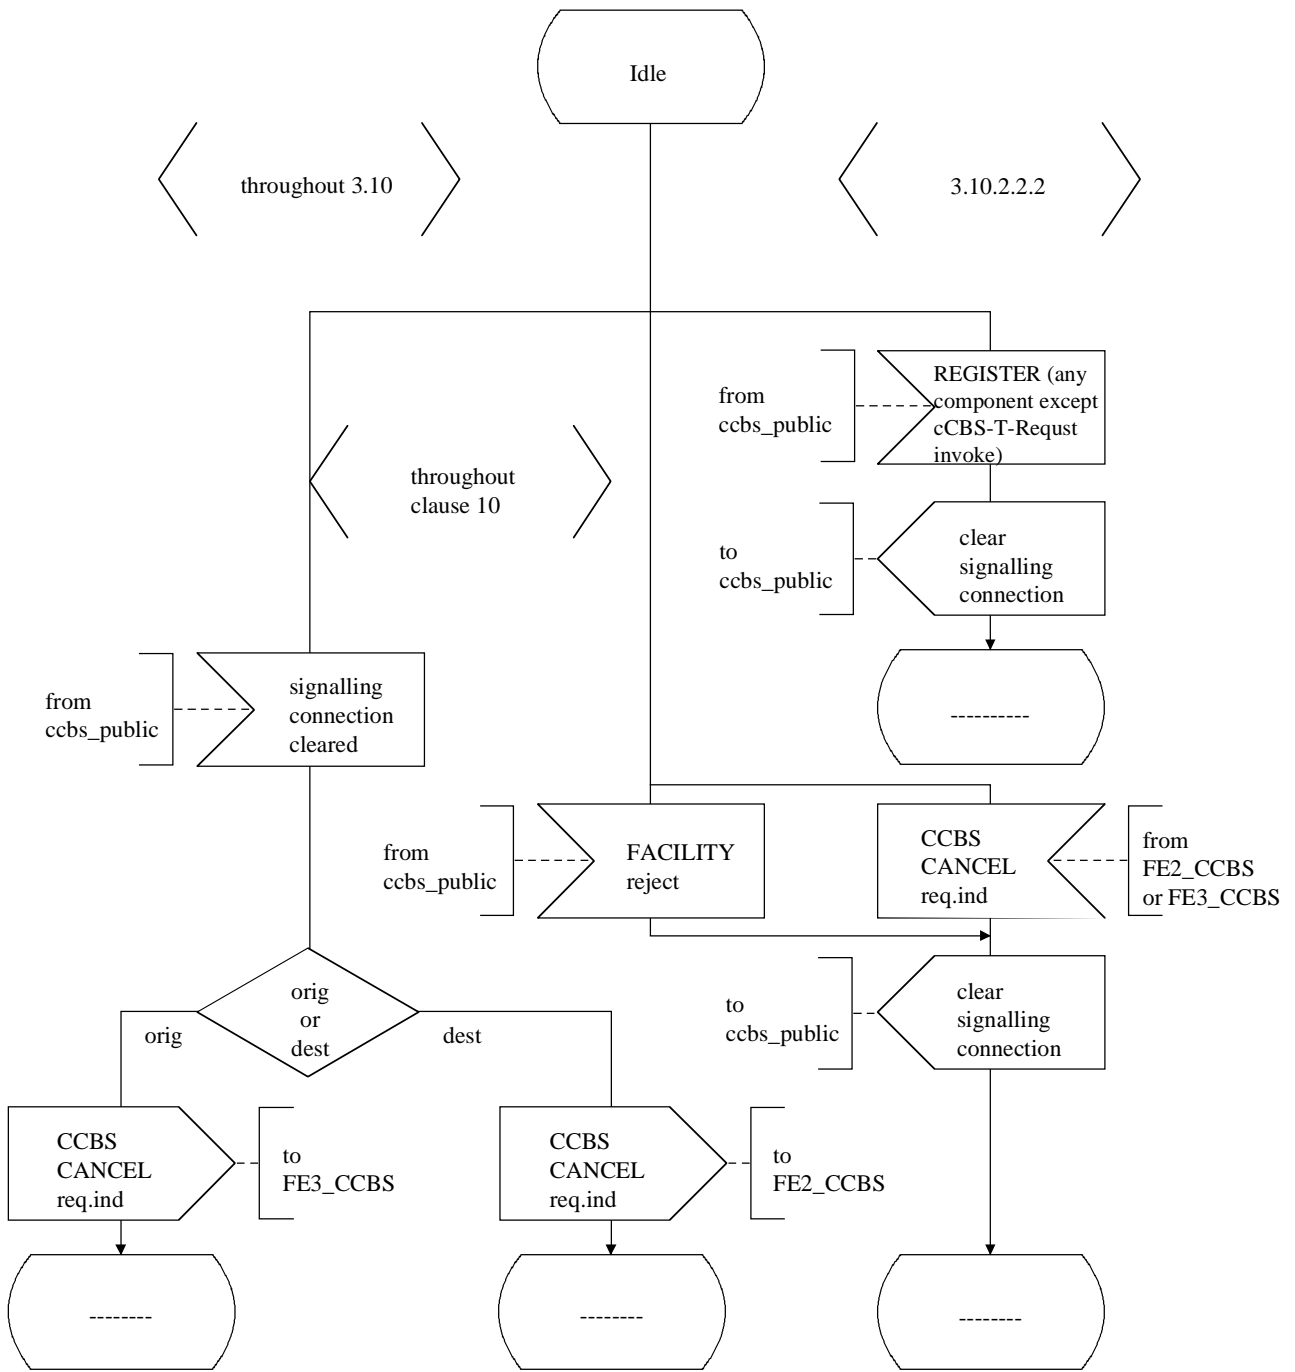 Idle
throughout 3.10
3.10.2.2.2
from
ccbs_public
REGISTER (any
component except
cCBS-T-Requst
invoke)
throughout
clause 10
to
ccbs_public
clear
signalling
connection
from
ccbs_public
signalling
connection
cleared
----------
from
ccbs_public
FACILITY
reject
CCBS
CANCEL
req.ind
from
FE2_CCBS
or FE3_CCBS
orig
or
dest
orig
dest
to
ccbs_public
clear
signalling
connection
CCBS
CANCEL
req.ind
to
FE3_CCBS
CCBS
CANCEL
req.ind
to
FE2_CCBS
--------
--------
--------